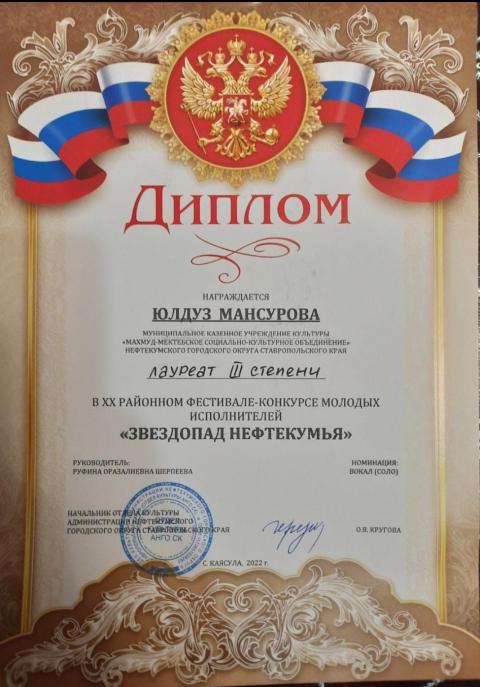 ДИПЛОМ
НАГРАЖДАЕТСЯ
ЮЛДУЗ МАНСУРОВА
МУНИЦИПАЛЬНОЕ КАЗЕННОЕ УЧРЕЖДЕНИЕ КУЛЬТУРЫ
«МАХМУД-МЕКТЕБСКОЕ СОЦИАЛЬНО-КУЛЬТУРНОЕ ОБЪЕДИНЕНИЕ»
НЕФТЕКУМСКОГО ГОРОДСКОГО ОКРУГА СТАВРОПОЛЬСКОГО КРАЯ
ЛАУРЕАТ III СТЕПЕНИ
В XX РАЙОННОМ ФЕСТИВАЛЕ-КОНКУРСЕ МОЛОДЫХ
ИСПОЛНИТЕЛЕЙ
«ЗВЕЗДОПАД НЕФТЕКУМЬЯ»
РУКОВОДИТЕЛЬ:
РУФИНА ОРАЗАЛИЕВНА ШЕРПЕЕВА
НОМИНАЦИЯ:
ВОКАЛ (СОЛО)
НАЧАЛЬНИК ОТДЕЛА КУЛЬТУРЫ
АДМИНИСТРАЦИИ НЕФТЕКУМСКОГО
ГОРОДСКОГО ОКРУГА СТАВРОПОЛЬСКОГО КРАЯ
О.В. КРУГОВА
АНГО СК
С. КАЯСУЛА, 2022 г.